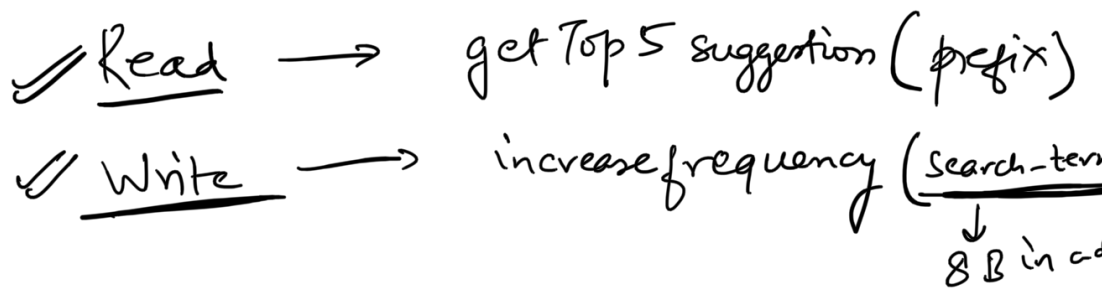 Read → get Top 5 suggestion (prefix)
Write → increase frequency (search-term
8 B in a